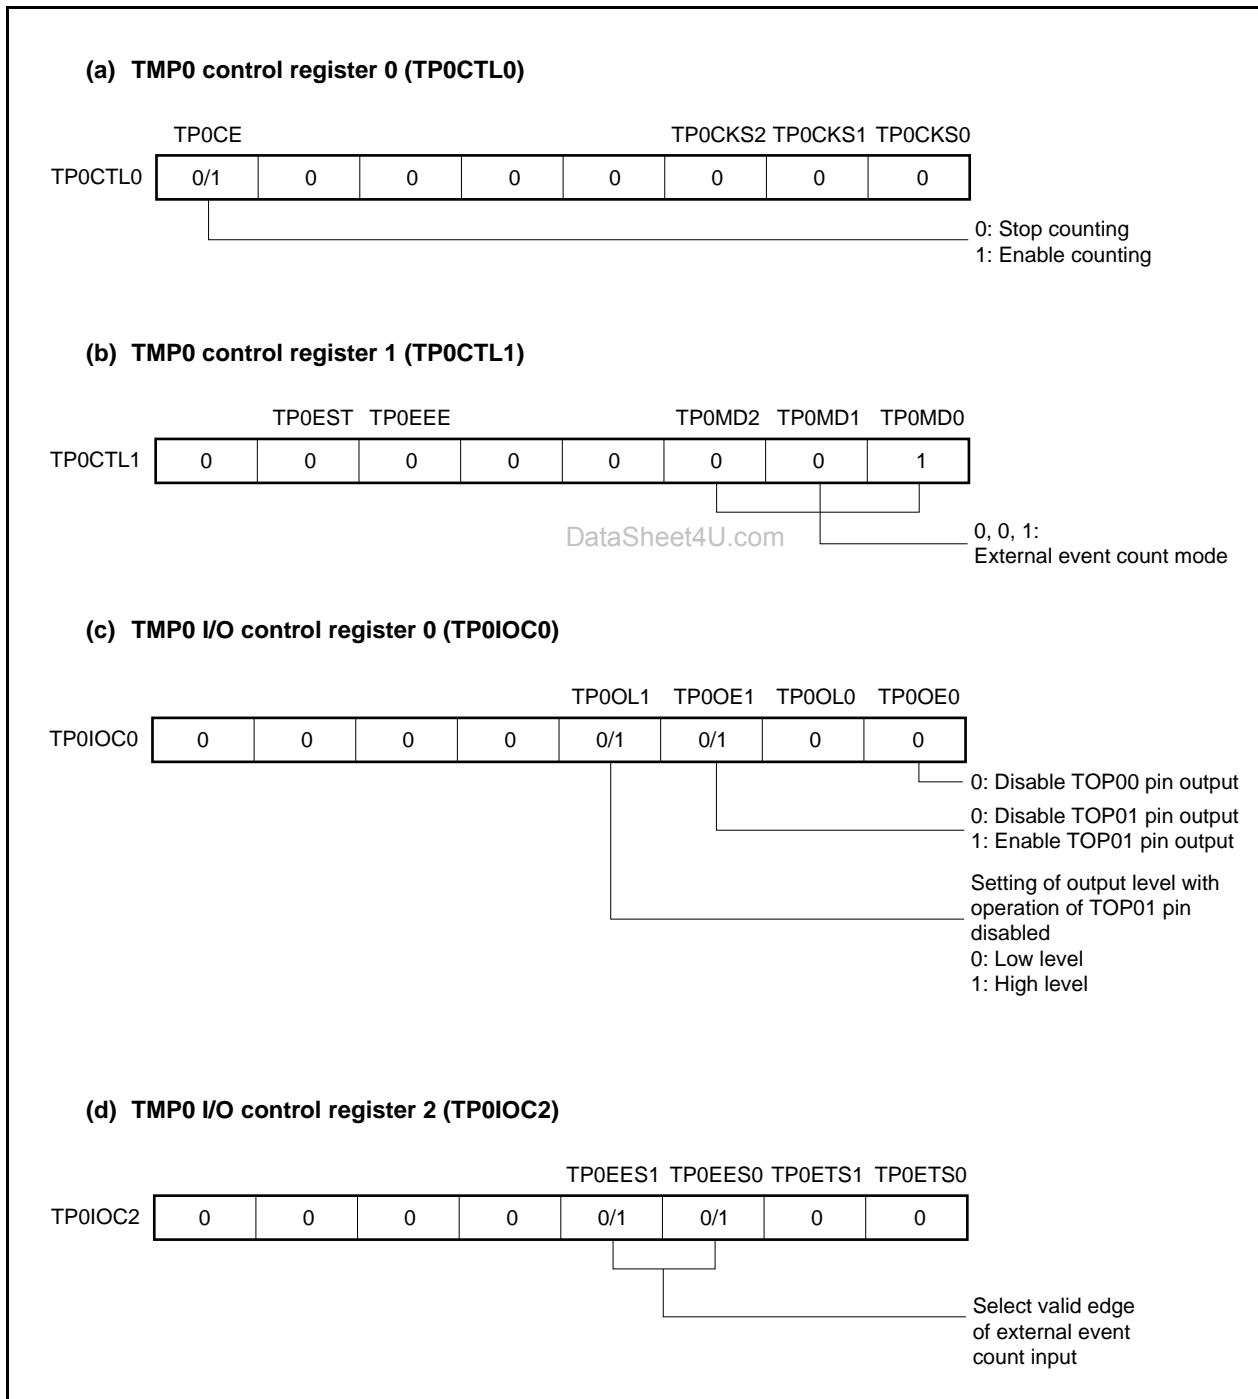 (a) TMP0 control register 0 (TP0CTL0)
TP0CE TP0CKS2 TP0CKS1 TP0CKS0
TP0CTL0 0/1 0 0 0 0 0 0 0
0: Stop counting
1: Enable counting
(b) TMP0 control register 1 (TP0CTL1)
TP0EST TP0EEE TP0MD2 TP0MD1 TP0MD0
TP0CTL1 0 0 0 0 0 0 0 1
DataSheet4U.com
0, 0, 1:
External event count mode
(c) TMP0 I/O control register 0 (TP0IOC0)
TP0OL1 TP0OE1 TP0OL0 TP0OE0
TP0IOC0 0 0 0 0 0/1 0/1 0 0
0: Disable TOP00 pin output
0: Disable TOP01 pin output
1: Enable TOP01 pin output
Setting of output level with
operation of TOP01 pin
disabled
0: Low level
1: High level
(d) TMP0 I/O control register 2 (TP0IOC2)
TP0EES1 TP0EES0 TP0ETS1 TP0ETS0
TP0IOC2 0 0 0 0 0/1 0/1 0 0
Select valid edge
of external event
count input